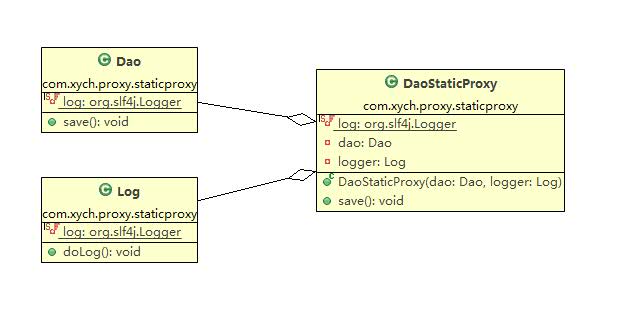 Dao
com.xych.proxy.staticproxy
log: org.slf4j.Logger
save(): void
Log
com.xych.proxy.staticproxy
log: org.slf4j.Logger
doLog(): void
DaoStaticProxy
com.xych.proxy.staticproxy
log: org.slf4j.Logger
dao: Dao
logger: Log
DaoStaticProxy(dao: Dao, logger: Log)
save(): void